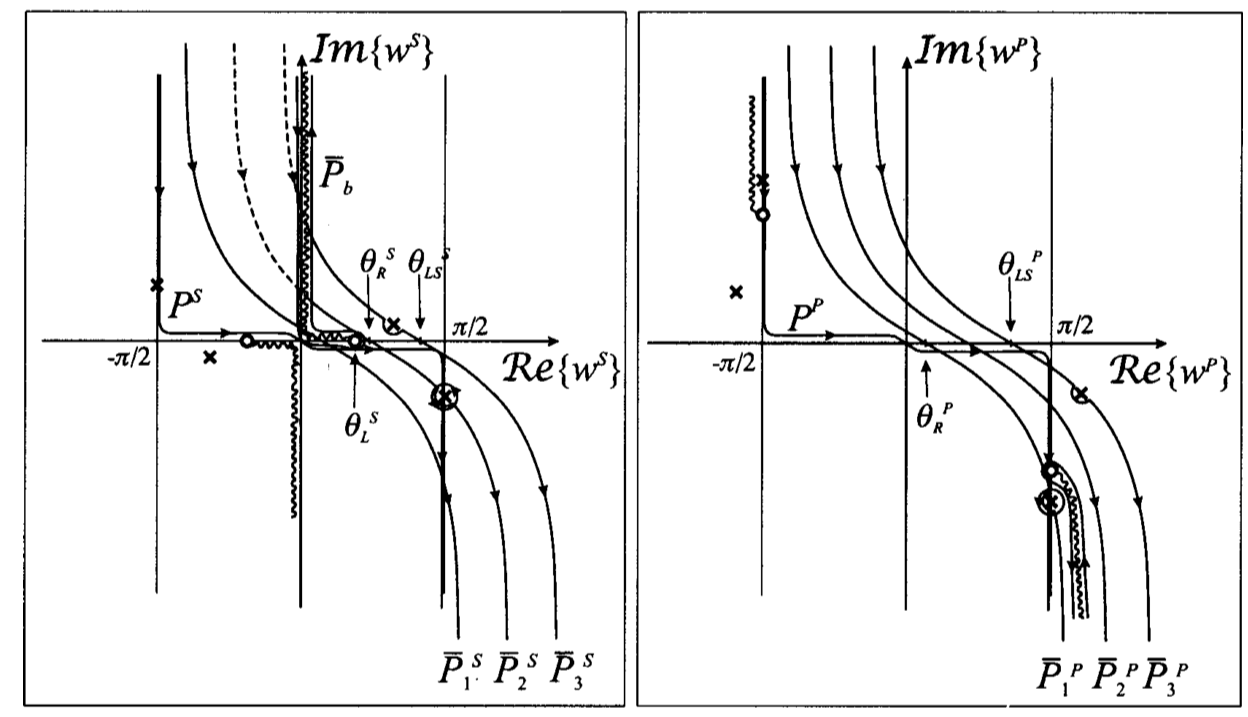 Im{w^S}
P̄_b
θ_R^S θ_LS^S
P^S
π/2
-π/2
Re{w^S}
θ_L^S
P̄_1^S P̄_2^S P̄_3^S
Im{w^P}
θ_LS^P
P^P
π/2
-π/2
Re{w^P}
θ_R^P
P̄_1^P P̄_2^P P̄_3^P